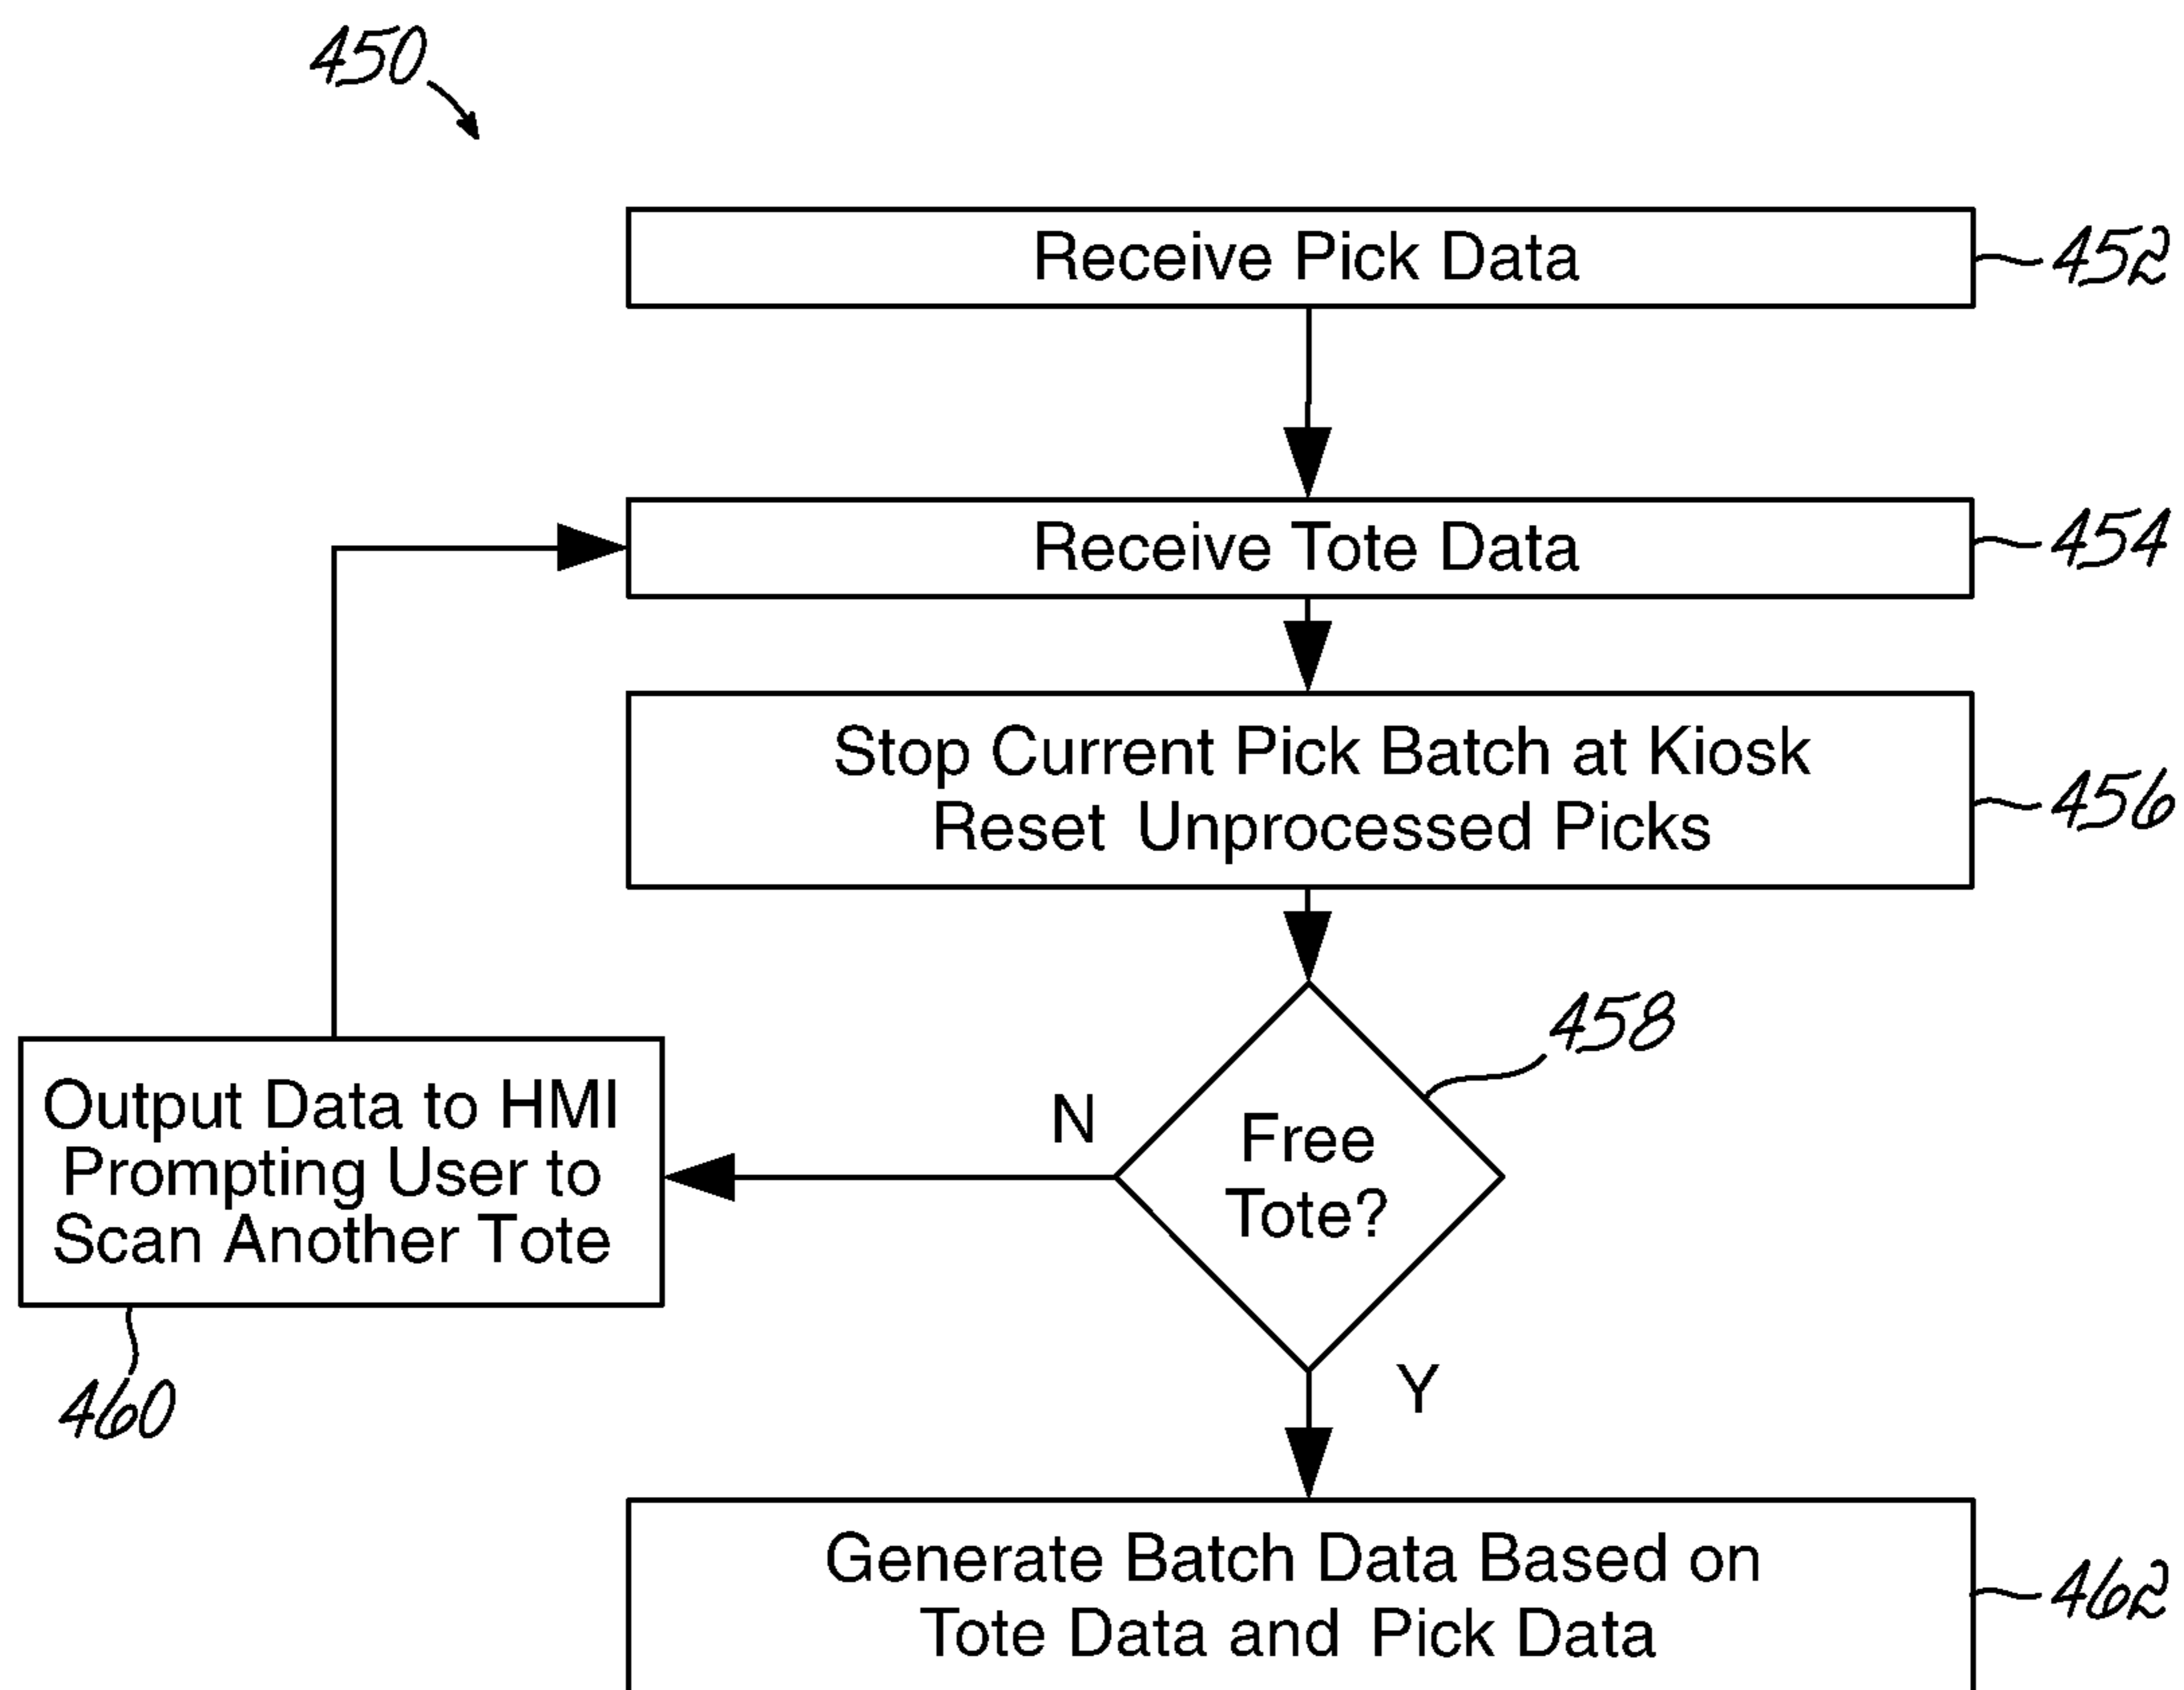 450
Receive Pick Data
452
Receive Tote Data
454
Stop Current Pick Batch at Kiosk
Reset Unprocessed Picks
456
458
Free
Tote?
N
Y
Output Data to HMI
Prompting User to
Scan Another Tote
460
Generate Batch Data Based on
Tote Data and Pick Data
462